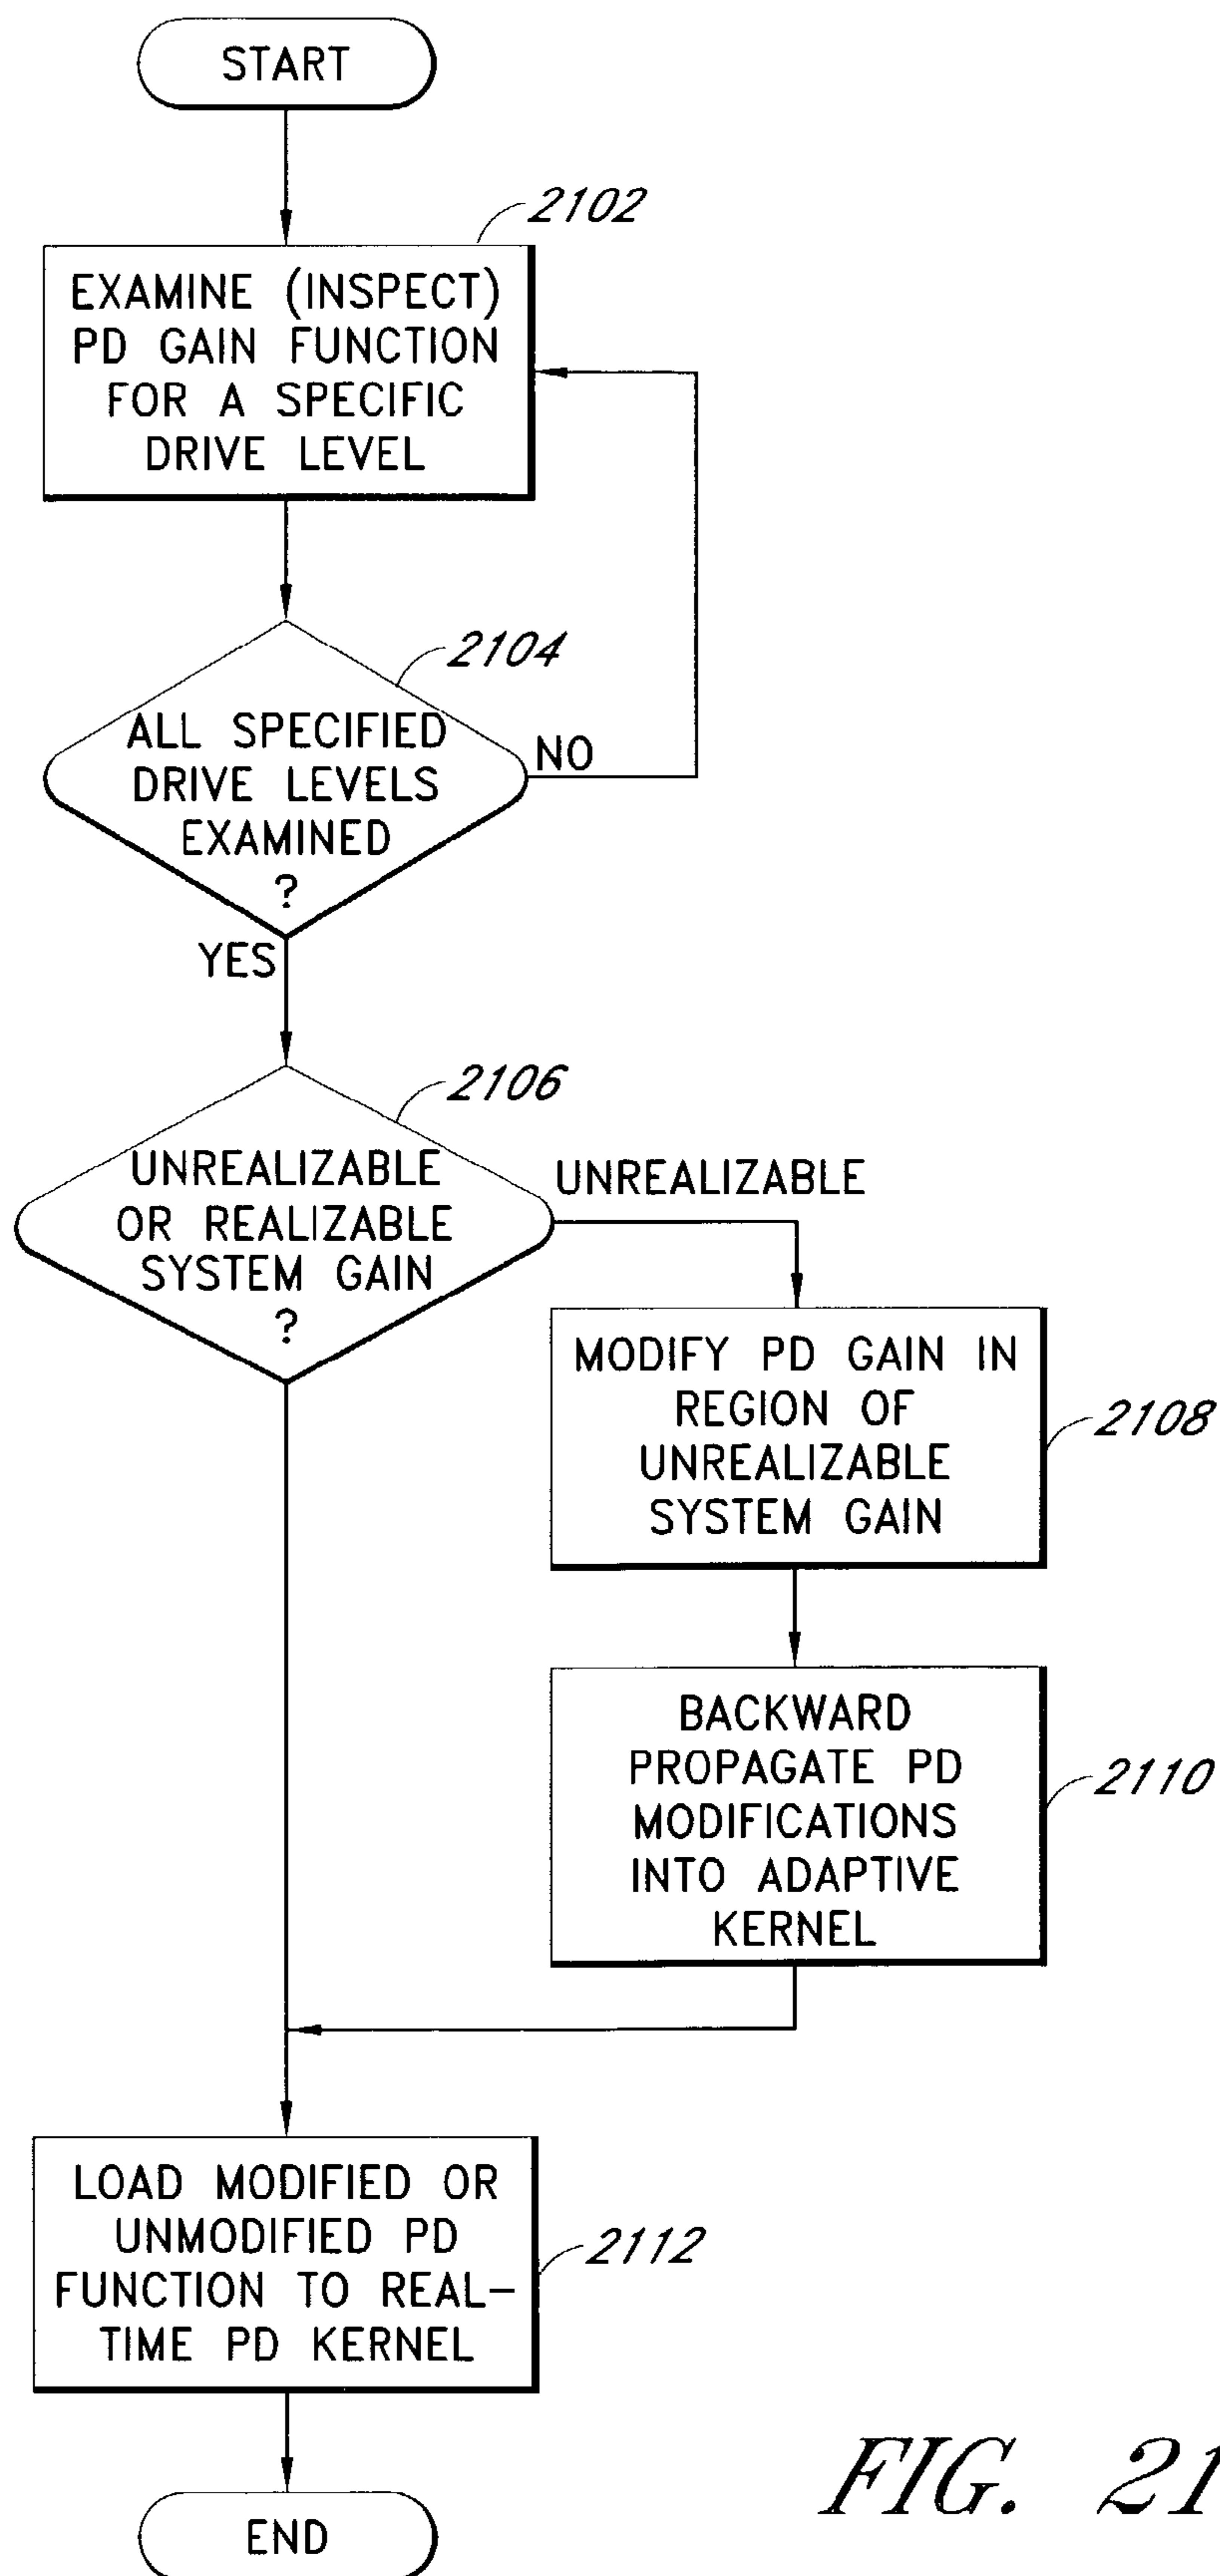 START
2102
EXAMINE (INSPECT)
PD GAIN FUNCTION
FOR A SPECIFIC
DRIVE LEVEL
2104
ALL SPECIFIED
DRIVE LEVELS
EXAMINED
?
NO
YES
2106
UNREALIZABLE
OR REALIZABLE
SYSTEM GAIN
?
UNREALIZABLE
MODIFY PD GAIN IN
REGION OF
UNREALIZABLE
SYSTEM GAIN
2108
BACKWARD
PROPAGATE PD
MODIFICATIONS
INTO ADAPTIVE
KERNEL
2110
LOAD MODIFIED OR
UNMODIFIED PD
FUNCTION TO REAL-
TIME PD KERNEL
2112
END
FIG. 21